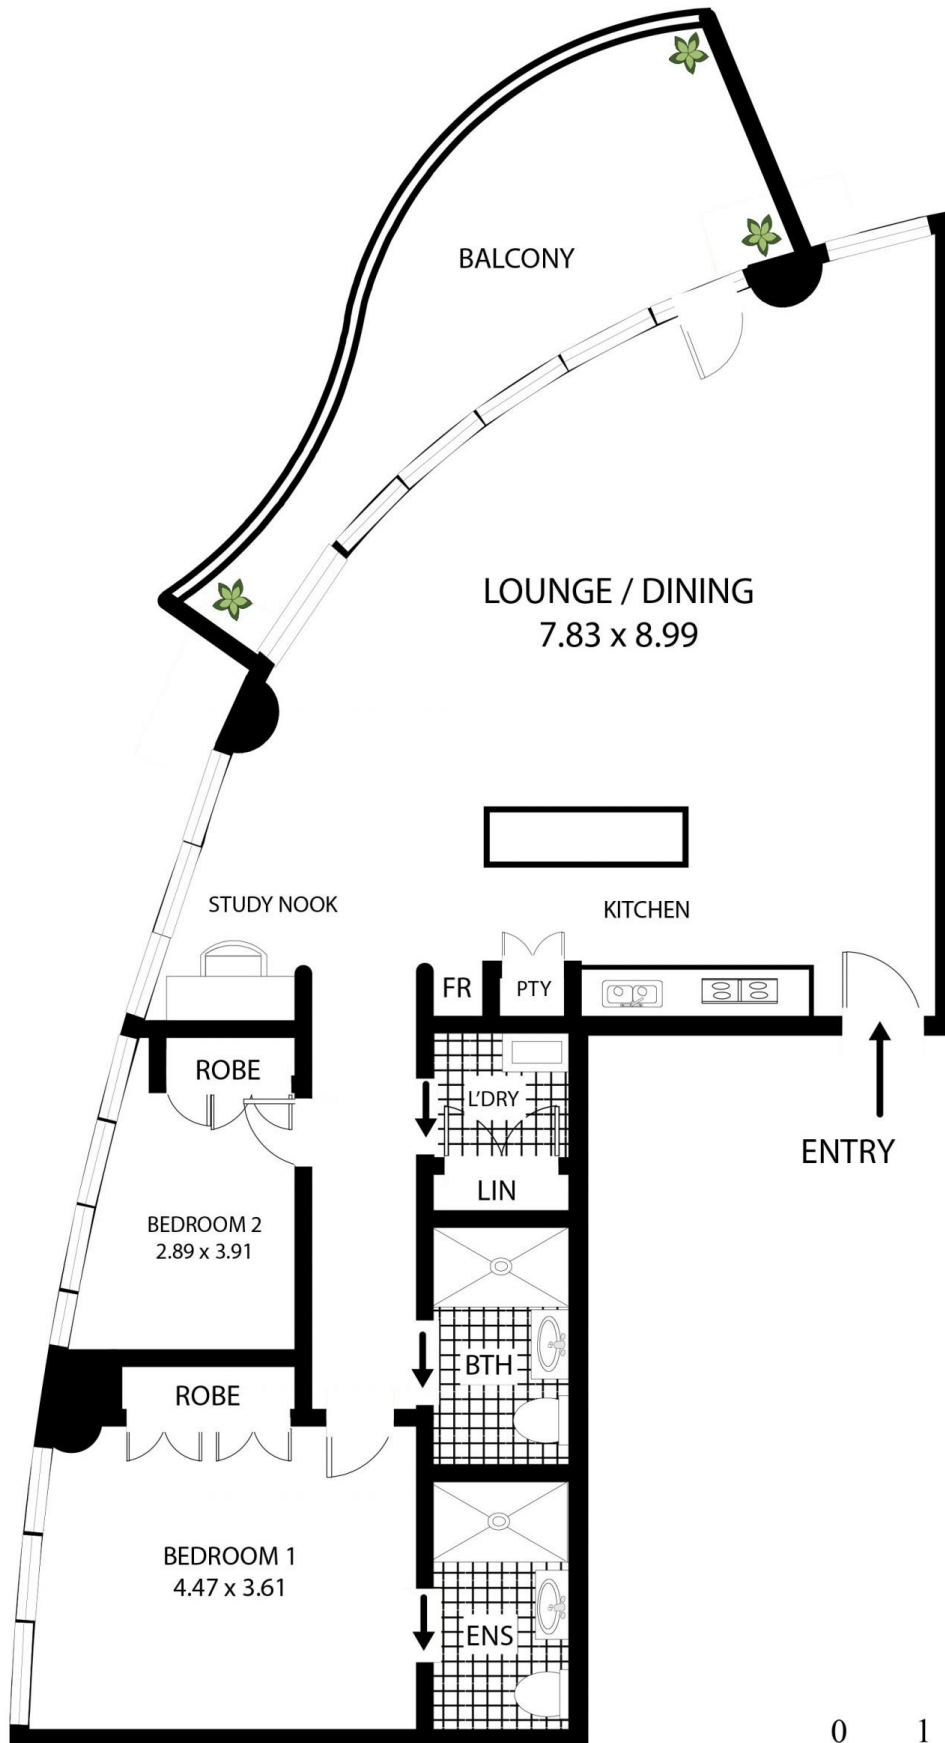 BALCONY
LOUNGE / DINING
7.83 x 8.99
STUDY NOOK
KITCHEN
FR
PTY
ROBE
L'DRY
ENTRY
LIN
BEDROOM 2
2.89 x 3.91
BTH
ROBE
BEDROOM 1
4.47 x 3.61
ENS
0 1